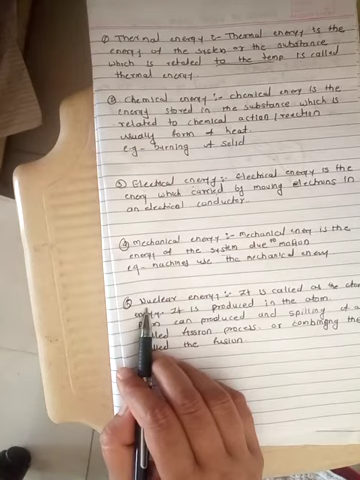 ① Thermal energy :- Thermal energy is the
energy of the system or the substance
which is related to the temp is called
thermal energy
② Chemical energy :- chemical enery is the
energy stored in the substance which is
related to chemical action / reaction
usually form of heat.
e.g - burning of solid
③ Electrical energy :- Electrical energy is the
enery which carried by moving electrons in
an electrical conductor
④ Mechanical energy :- Mechanical enery is the
energy of the system due to motion
e.g - machines use the mechanical energy
⑤ Nuclear energy :- It is called as the
It is produced in the atom.
can produced and spilling of
fission process. or combinging the
the fusion